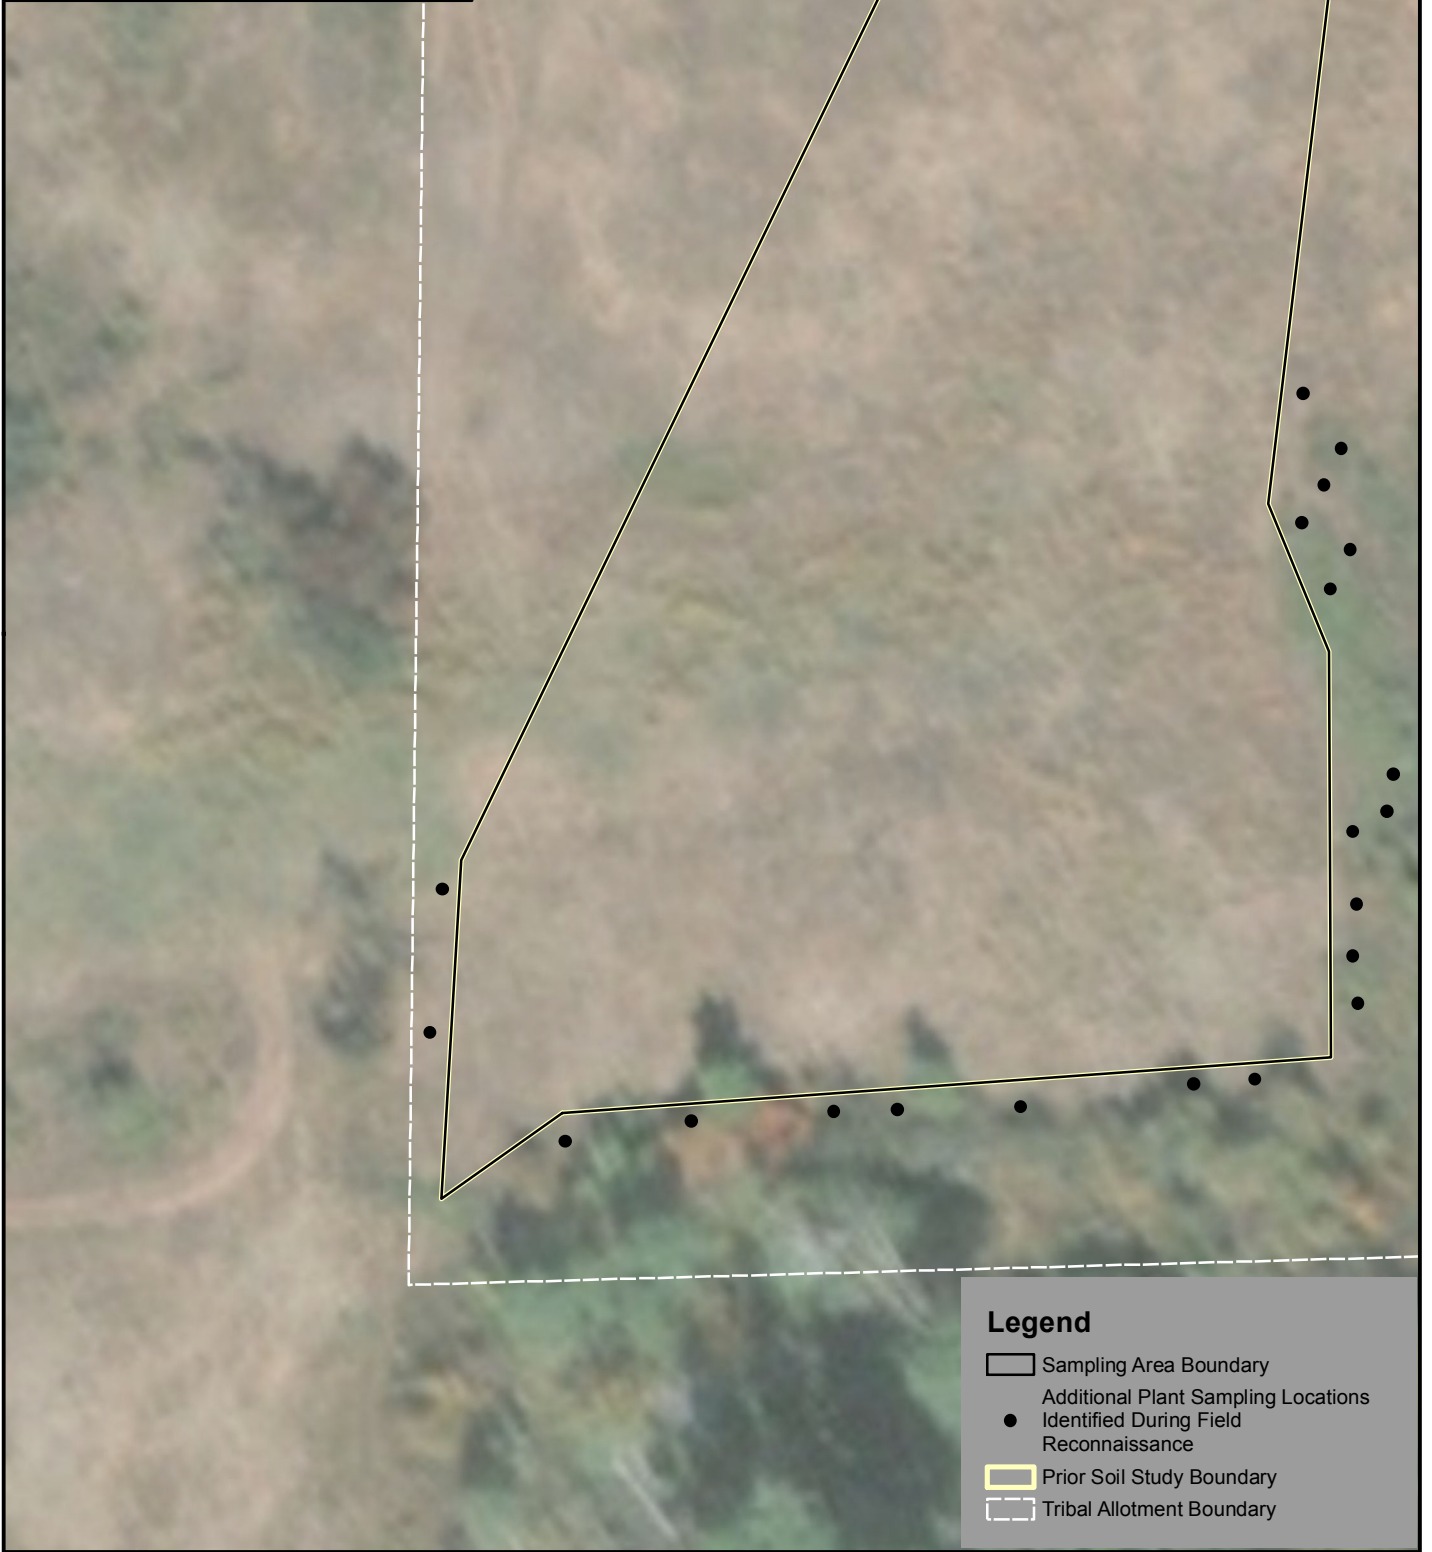 Legend
Sampling Area Boundary
Additional Plant Sampling Locations
Identified During Field
Reconnaissance
Prior Soil Study Boundary
Tribal Allotment Boundary